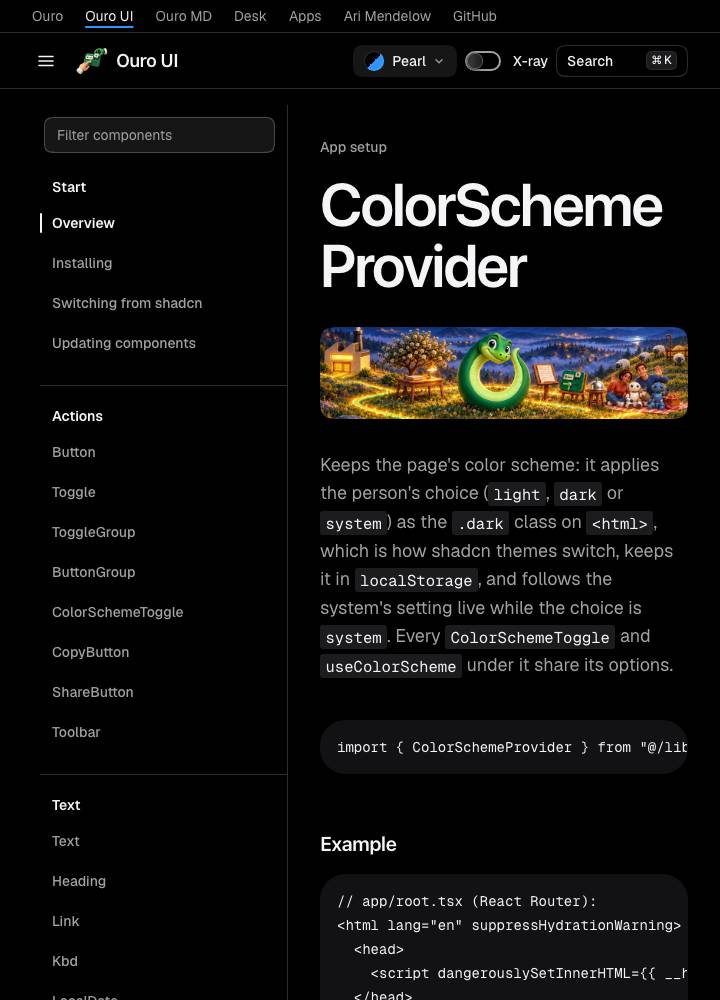 Ouro Ouro UI Ouro MD Desk Apps Ari Mendelow GitHub
Ouro UI Pearl X-ray Search ⌘ K
Filter components
Start
Overview
Installing
Switching from shadcn
Updating components
Actions
Button
Toggle
ToggleGroup
ButtonGroup
ColorSchemeToggle
CopyButton
ShareButton
Toolbar
Text
Text
Heading
Link
Kbd
LocalDate
App setup
ColorScheme
Provider
Keeps the page's color scheme: it applies
the person's choice (light, dark or
system) as the .dark class on <html>,
which is how shadcn themes switch, keeps
it in localStorage, and follows the
system's setting live while the choice is
system. Every ColorSchemeToggle and
useColorScheme under it share its options.
import { ColorSchemeProvider } from "@/lib
Example
// app/root.tsx (React Router):
<html lang="en" suppressHydrationWarning>
<head>
<script dangerouslySetInnerHTML={{ __h
</head>